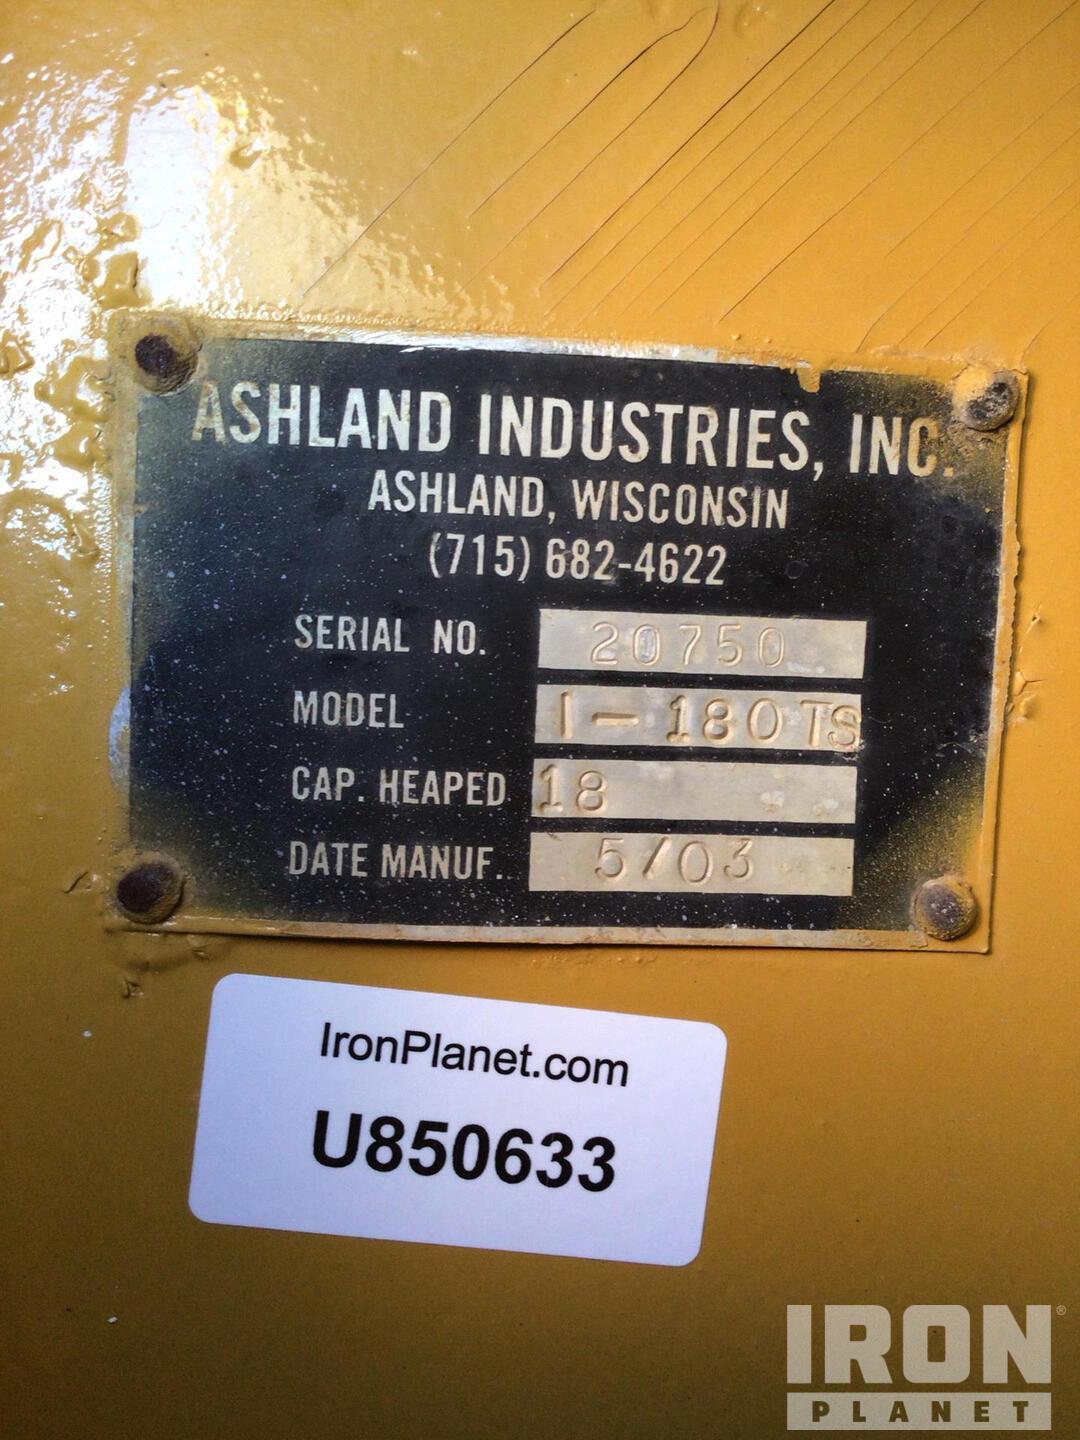 ASHLAND INDUSTRIES, INC.
ASHLAND, WISCONSIN
(715) 682-4622
SERIAL NO. 20750
MODEL 1-180TS
CAP. HEAPED 18
DATE MANUF. 5/03
IronPlanet.com
U850633
IRON®
PLANET